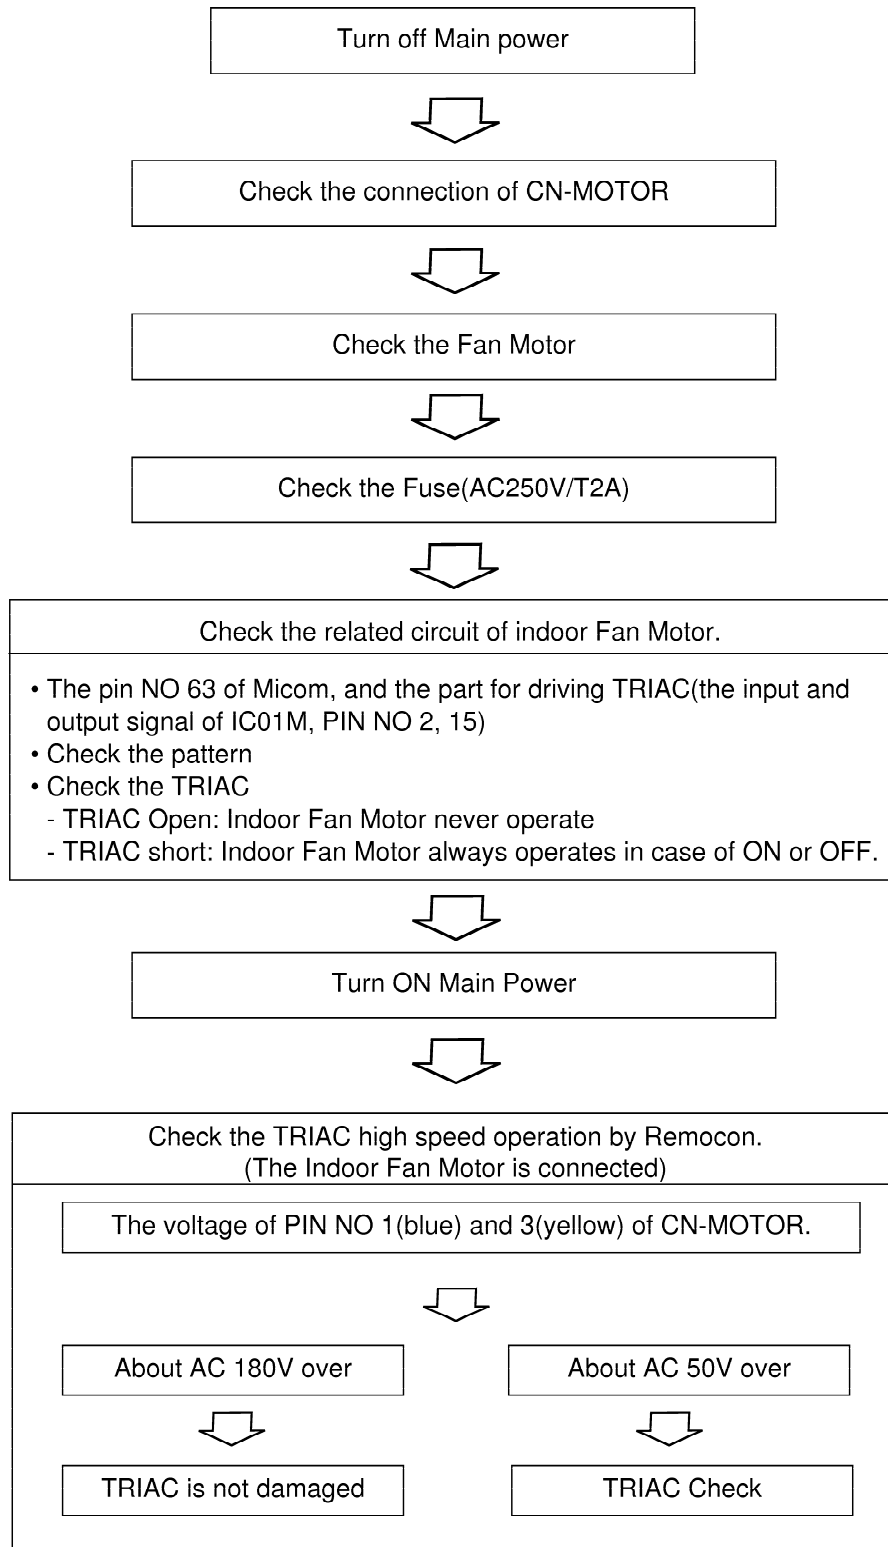 Turn off Main power
Check the connection of CN-MOTOR
Check the Fan Motor
Check the Fuse(AC250V/T2A)
Check the related circuit of indoor Fan Motor.
• The pin NO 63 of Micom, and the part for driving TRIAC(the input and
output signal of IC01M, PIN NO 2, 15)
• Check the pattern
• Check the TRIAC
- TRIAC Open: Indoor Fan Motor never operate
- TRIAC short: Indoor Fan Motor always operates in case of ON or OFF.
Turn ON Main Power
Check the TRIAC high speed operation by Remocon.
(The Indoor Fan Motor is connected)
The voltage of PIN NO 1(blue) and 3(yellow) of CN-MOTOR.
About AC 180V over
About AC 50V over
TRIAC is not damaged
TRIAC Check